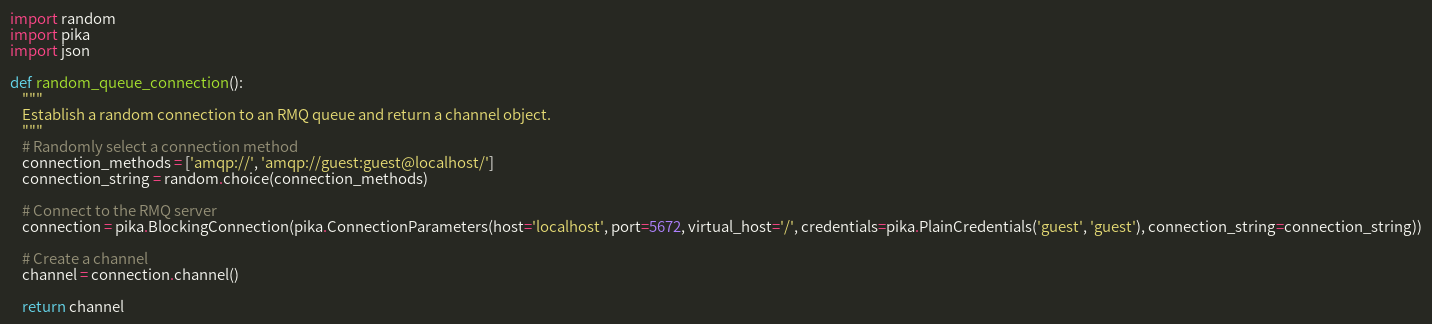 import random
import pika
import json

def random_queue_connection():
    """
    Establish a random connection to an RMQ queue and return a channel object.
    """
    # Randomly select a connection method
    connection_methods = ['amqp://', 'amqp://guest:guest@localhost/']
    connection_string = random.choice(connection_methods)

    # Connect to the RMQ server
    connection = pika.BlockingConnection(pika.ConnectionParameters(host='localhost', port=5672, virtual_host='/', credentials=pika.PlainCredentials('guest', 'guest'), connection_string=connection_string))

    # Create a channel
    channel = connection.channel()

    return channel